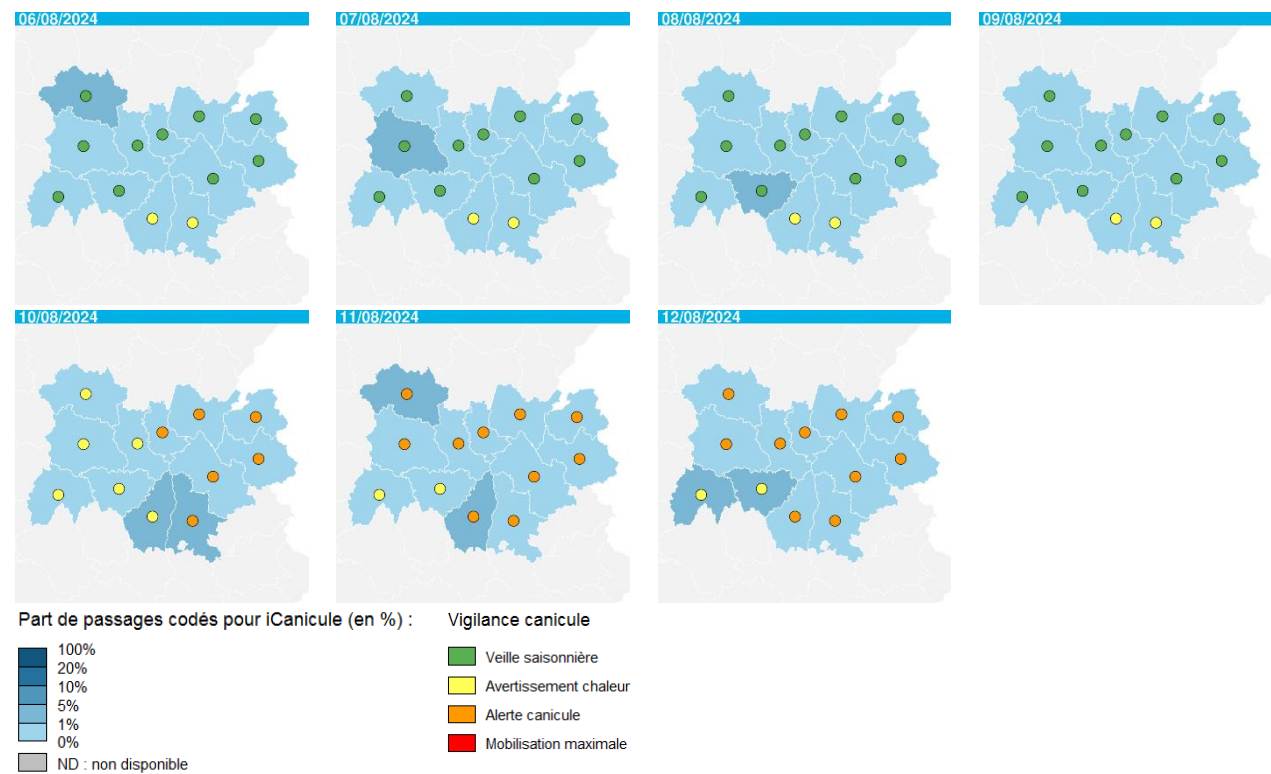 06/08/2024
07/08/2024
08/08/2024
09/08/2024
10/08/2024
11/08/2024
12/08/2024
Part de passages codés pour iCanicule (en %) :
100%
20%
10%
5%
1%
0%
ND : non disponible
Vigilance canicule
Veille saisonnière
Avertissement chaleur
Alerte canicule
Mobilisation maximale